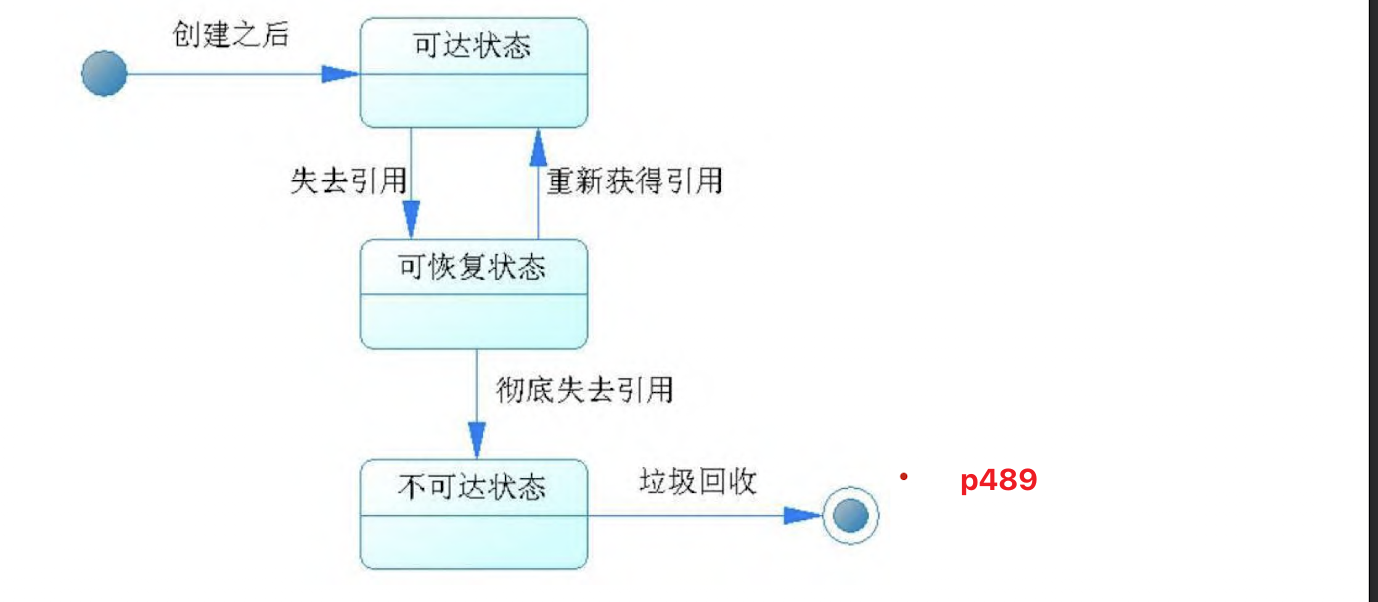 创建之后
可达状态
失去引用
重新获得引用
可恢复状态
彻底失去引用
不可达状态
垃圾回收
• p489